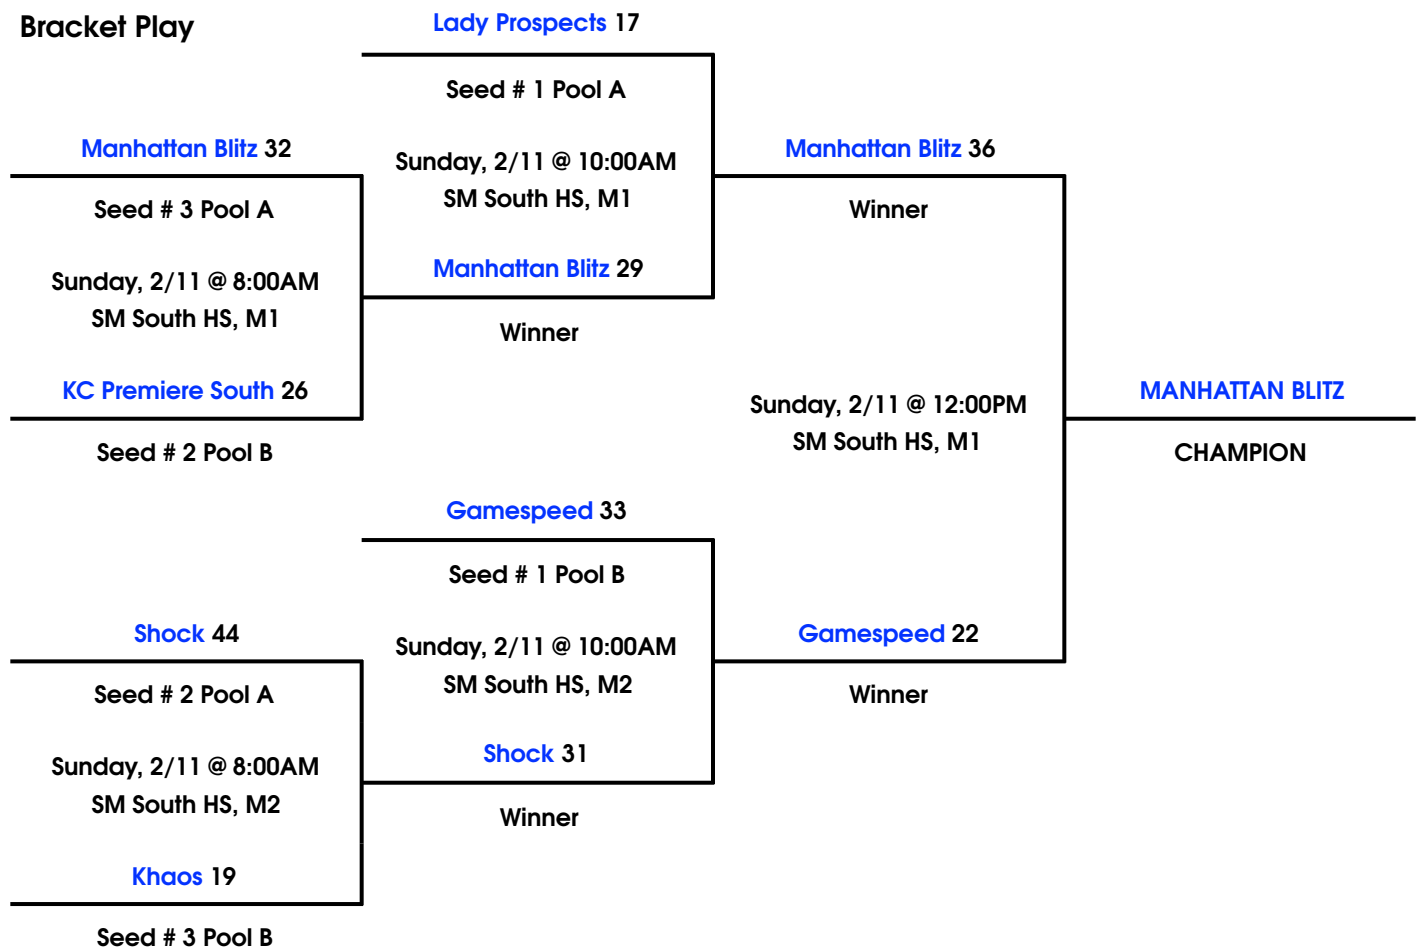 Bracket Play
Lady Prospects 17
Seed # 1 Pool A
Manhattan Blitz 32
Sunday, 2/11 @ 10:00AM
SM South HS, M1
Manhattan Blitz 36
Seed # 3 Pool A
Winner
Sunday, 2/11 @ 8:00AM
SM South HS, M1
Manhattan Blitz 29
Winner
KC Premiere South 26
Seed # 2 Pool B
Sunday, 2/11 @ 12:00PM
SM South HS, M1
MANHATTAN BLITZ
CHAMPION
Gamespeed 33
Seed # 1 Pool B
Shock 44
Sunday, 2/11 @ 10:00AM
SM South HS, M2
Gamespeed 22
Seed # 2 Pool A
Winner
Sunday, 2/11 @ 8:00AM
SM South HS, M2
Shock 31
Winner
Khaos 19
Seed # 3 Pool B